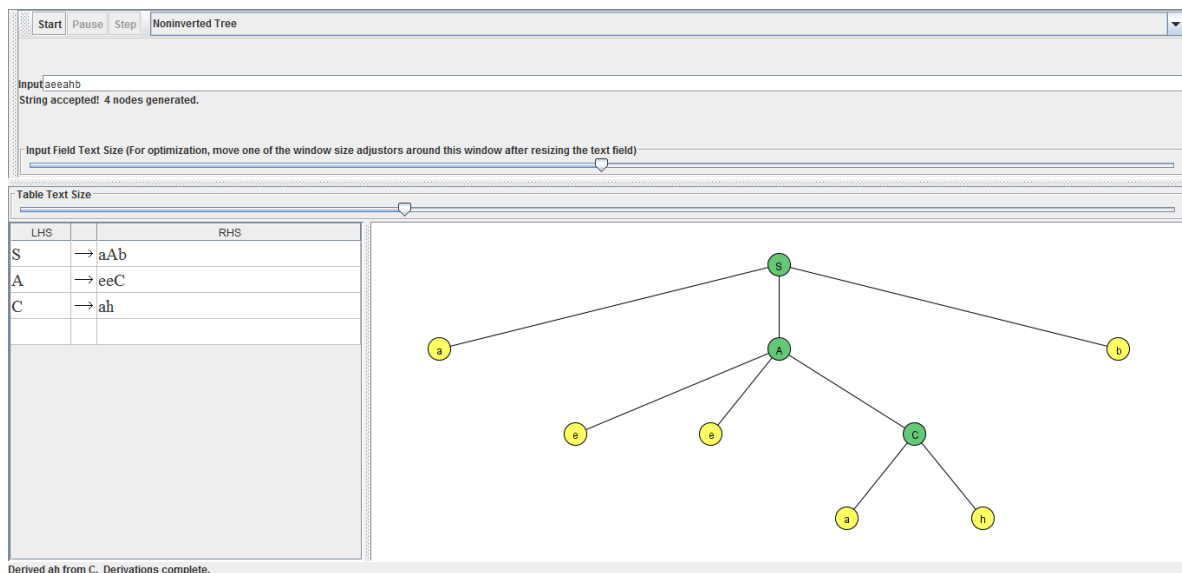 Start Pause Step Noninverted Tree
Input aeeahb
String accepted! 4 nodes generated.
Input Field Text Size (For optimization, move one of the window size adjustors around this window after resizing the text field)
Table Text Size
LHS RHS
S → aAb
A → eeC
C → ah
S
a A b
e e C
a h
Derived ah from C. Derivations complete.